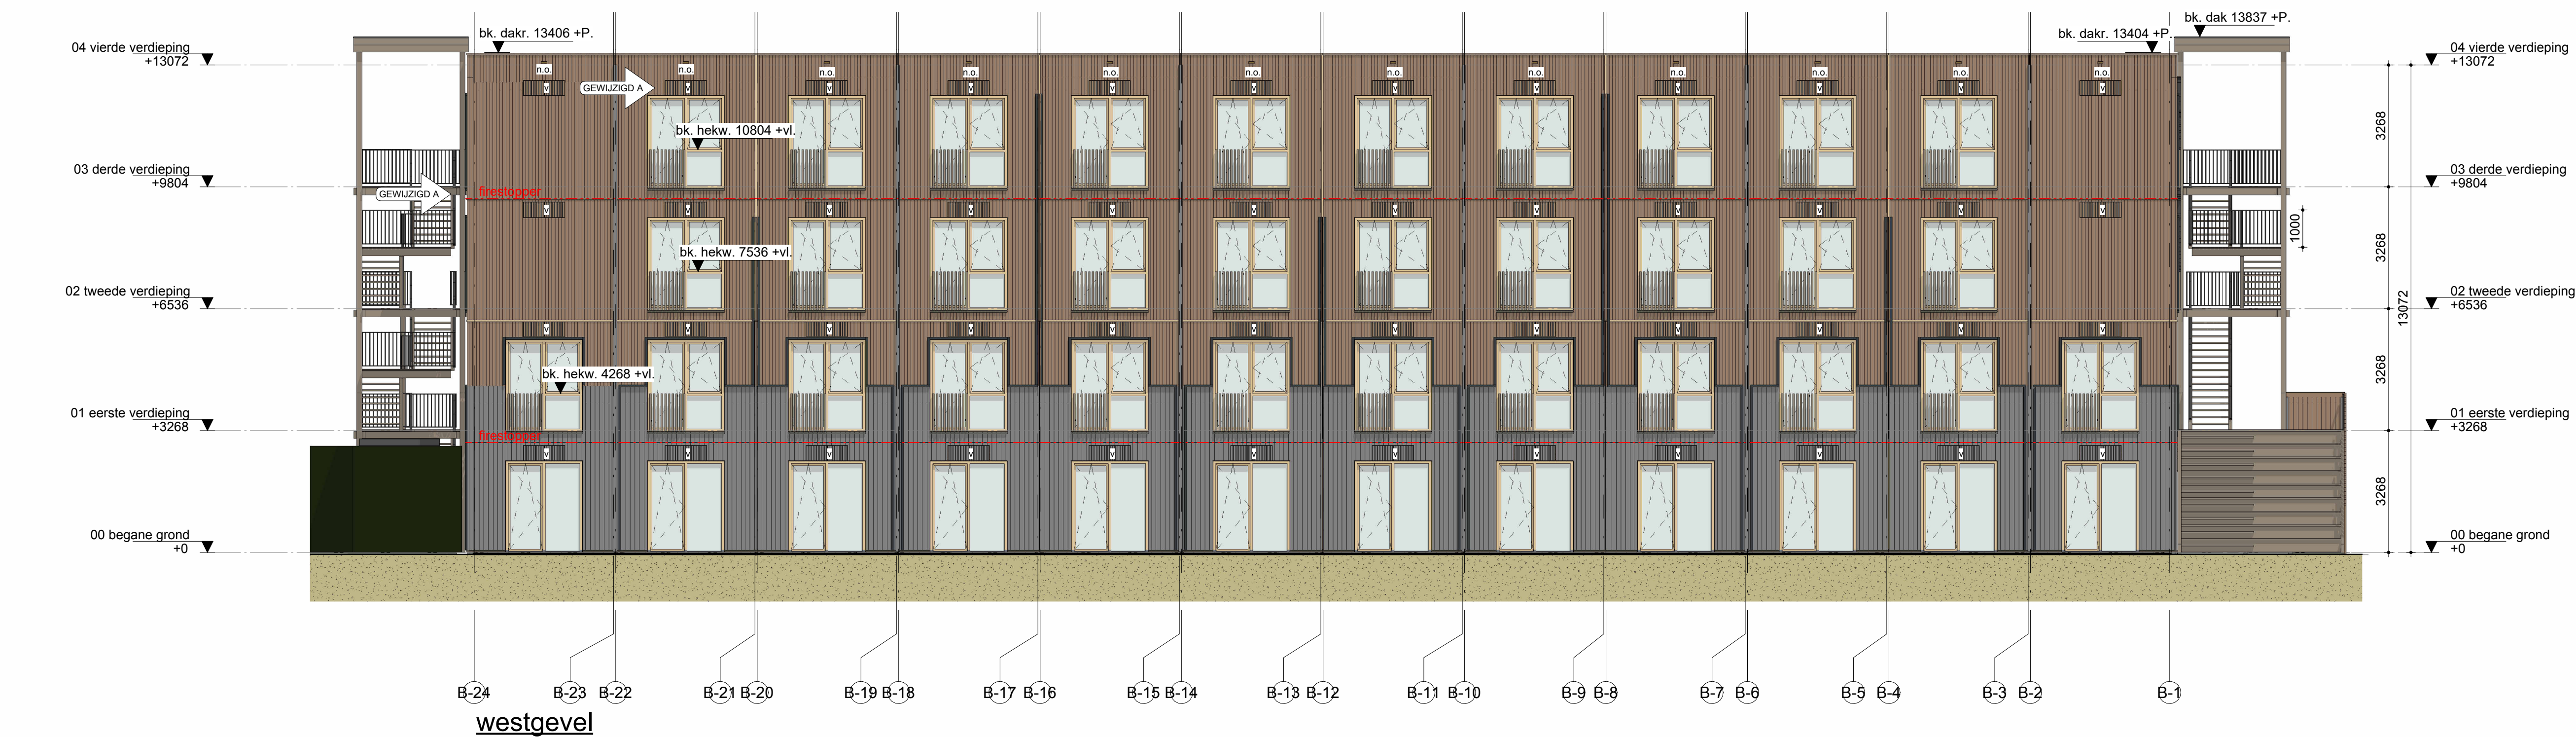 bk. dakr. 13406 +P.
bk. dakr. 13404 +P.
bk. dak 13837 +P.
04 vierde verdieping
+13072
04 vierde verdieping
+13072
n.o.
n.o.
n.o.
n.o.
n.o.
n.o.
n.o.
n.o.
n.o.
n.o.
n.o.
n.o.
GEWIJZIGD A
V
V
V
V
V
V
V
V
V
V
V
V
bk. hekw. 10804 +vl.
3268
03 derde verdieping
+9804
GEWIJZIGD A
firestopper
03 derde verdieping
+9804
V
V
V
V
V
V
V
V
V
V
V
V
1000
bk. hekw. 7536 +vl.
3268
02 tweede verdieping
+6536
02 tweede verdieping
+6536
13072
V
V
V
V
V
V
V
V
V
V
V
V
bk. hekw. 4268 +vl.
3268
01 eerste verdieping
+3268
firestopper
01 eerste verdieping
+3268
V
V
V
V
V
V
V
V
V
V
V
V
3268
00 begane grond
+0
00 begane grond
+0
B-24
B-23
B-22
B-21
B-20
B-19
B-18
B-17
B-16
B-15
B-14
B-13
B-12
B-11
B-10
B-9
B-8
B-7
B-6
B-5
B-4
B-3
B-2
B-1
westgevel